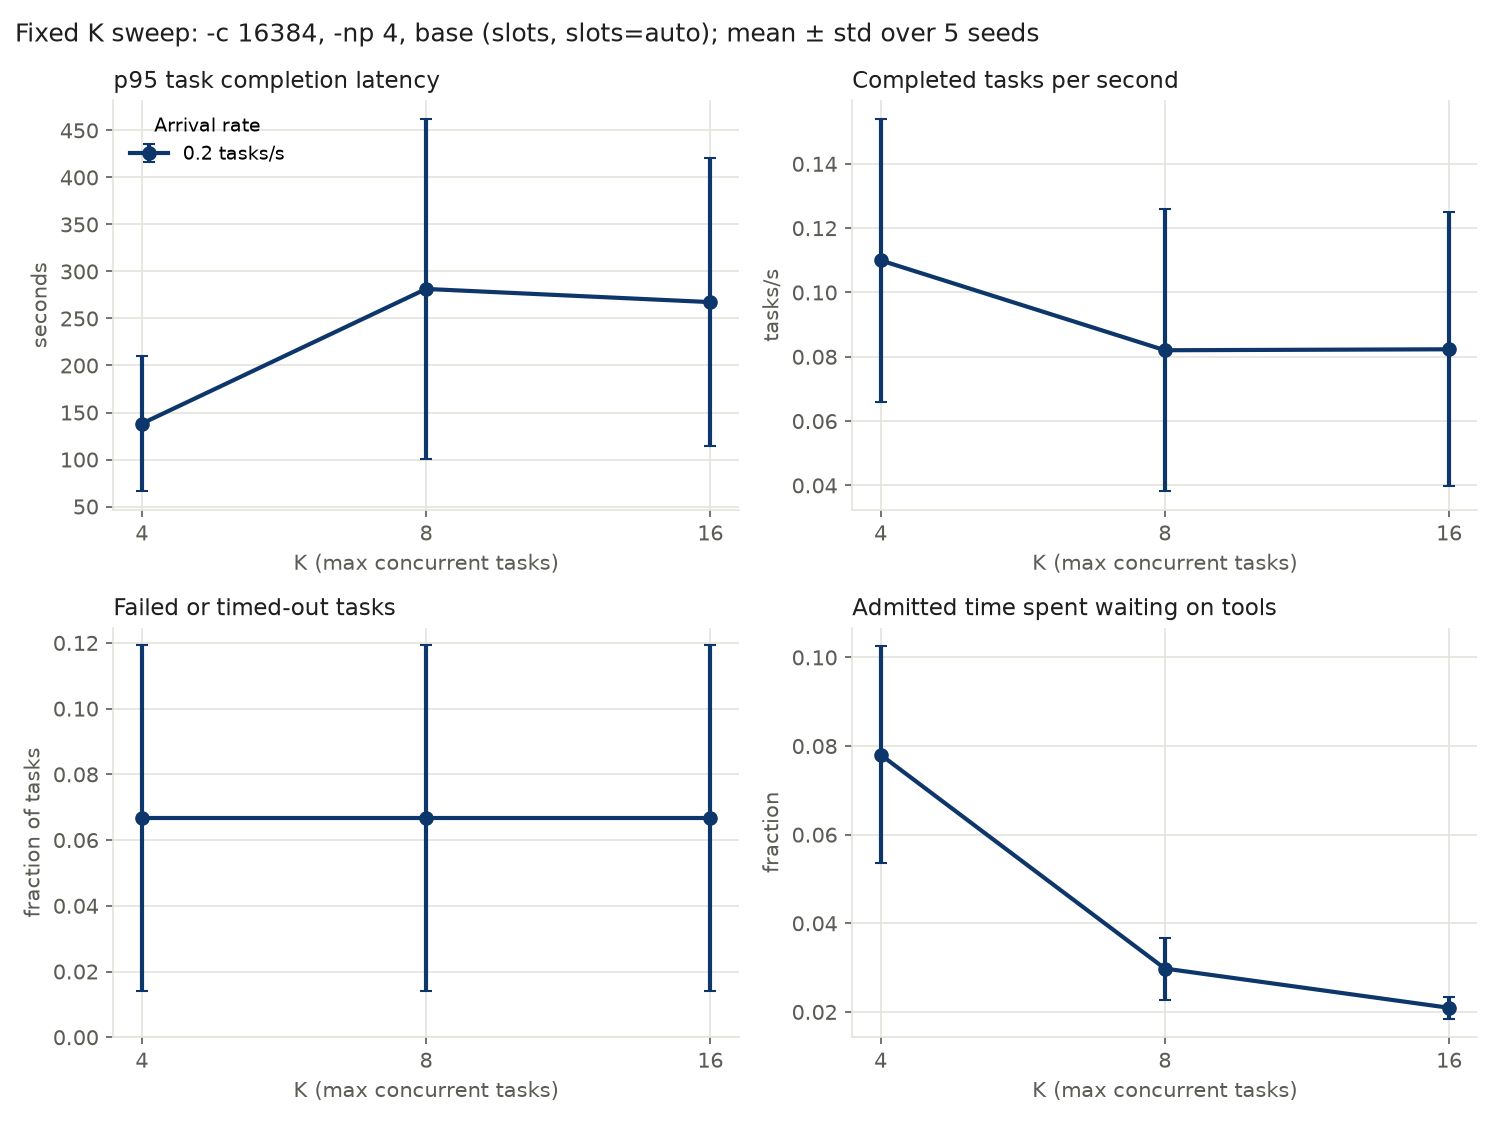 Fixed K sweep: -c 16384, -np 4, base (slots, slots=auto); mean ± std over 5 seeds
p95 task completion latency
Arrival rate
0.2 tasks/s
450
400
350
300
250
200
150
100
50
seconds
4 8 16
K (max concurrent tasks)
Completed tasks per second
0.14
0.12
0.10
0.08
0.06
0.04
tasks/s
4 8 16
K (max concurrent tasks)
Failed or timed-out tasks
0.12
0.10
0.08
0.06
0.04
0.02
0.00
fraction of tasks
4 8 16
K (max concurrent tasks)
Admitted time spent waiting on tools
0.10
0.08
0.06
0.04
0.02
fraction
4 8 16
K (max concurrent tasks)